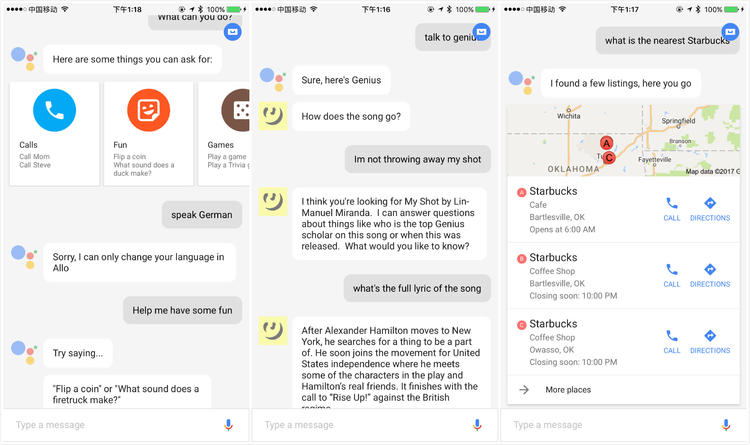 中国移动 下午1:18 100%
What can you do?
Here are some things you can ask for:
Calls
Call Mom
Call Steve
Fun
Flip a coin
What sound does a
duck make?
Games
Play a game
Play a Trivia g
speak German
Sorry, I can only change your language in
Allo
Help me have some fun
Try saying...
"Flip a coin" or "What sound does a
firetruck make?"
Type a message
中国移动 下午1:16 100%
talk to genius
Sure, here's Genius
How does the song go?
Im not throwing away my shot
I think you're looking for My Shot by Lin-
Manuel Miranda. I can answer questions
about things like who is the top Genius
scholar on this song or when this was
released. What would you like to know?
what's the full lyric of the song
After Alexander Hamilton moves to New
York, he searches for a thing to be a part
of. He soon joins the movement for United
States independence where he meets
some of the characters in the play and
Hamilton's real friends. It finishes with the
call to "Rise Up!" against the British
regime
Type a message
中国移动 下午1:17 100%
what is the nearest Starbucks
I found a few listings, here you go
Wichita
Springfield
Branson
OKLAHOMA
Fayetteville
A
C
Map data ©2017 G
A Starbucks
Cafe
Bartlesville, OK
Opens at 6:00 AM
CALL DIRECTIONS
B Starbucks
Coffee Shop
Bartlesville, OK
Closing soon: 10:00 PM
CALL DIRECTIONS
C Starbucks
Coffee Shop
Owasso, OK
Closing soon: 10:00 PM
CALL DIRECTIONS
More places
Type a message